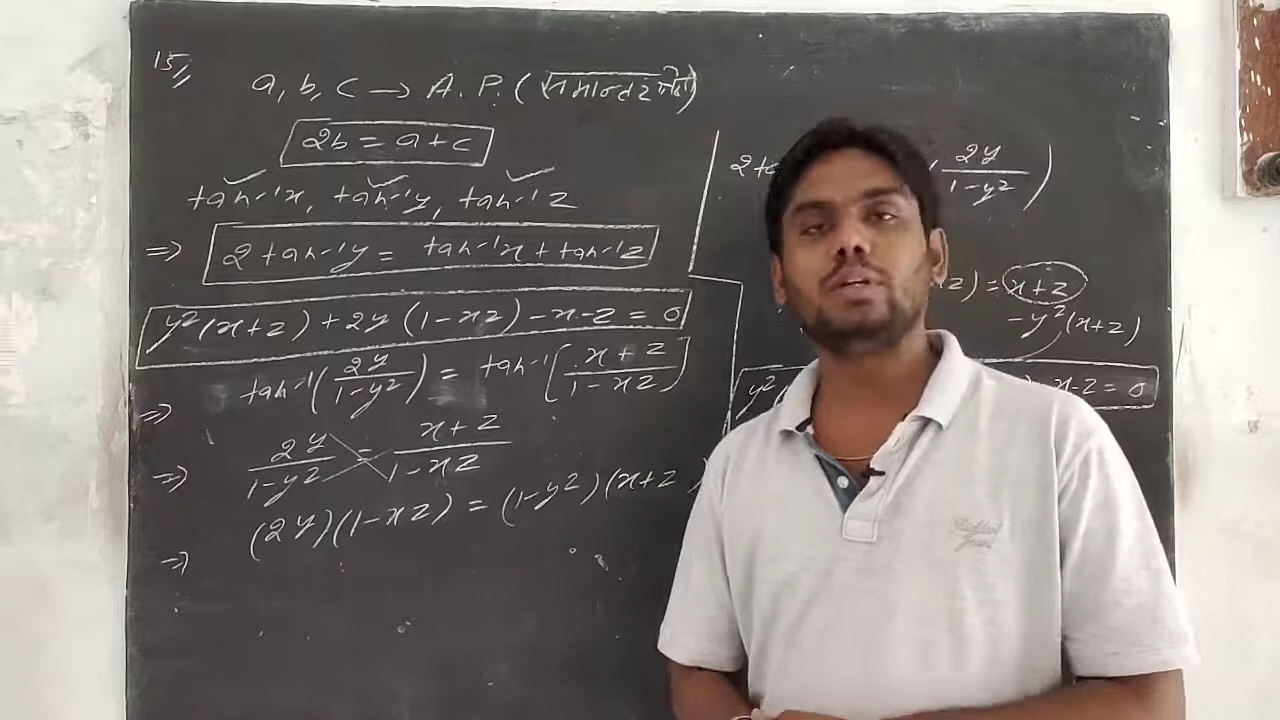 15,,
a, b, c → A. P. (समान्तर श्रेणी)
2b = a + c
tan⁻¹x, tan⁻¹y, tan⁻¹z
⇒ 2 tan⁻¹y = tan⁻¹x + tan⁻¹z
y²(x+z) + 2y (1-xz) -x-z = 0
⇒ tan⁻¹(2y/1-y²) = tan⁻¹[x+z/1-xz]
⇒ 2y/1-y² = x+z/1-xz
⇒ (2y)(1-xz) = (1-y²)(x+z)
2y/1-y²)
z) = x+z
-y²(x+z)
y²
x-z = 0